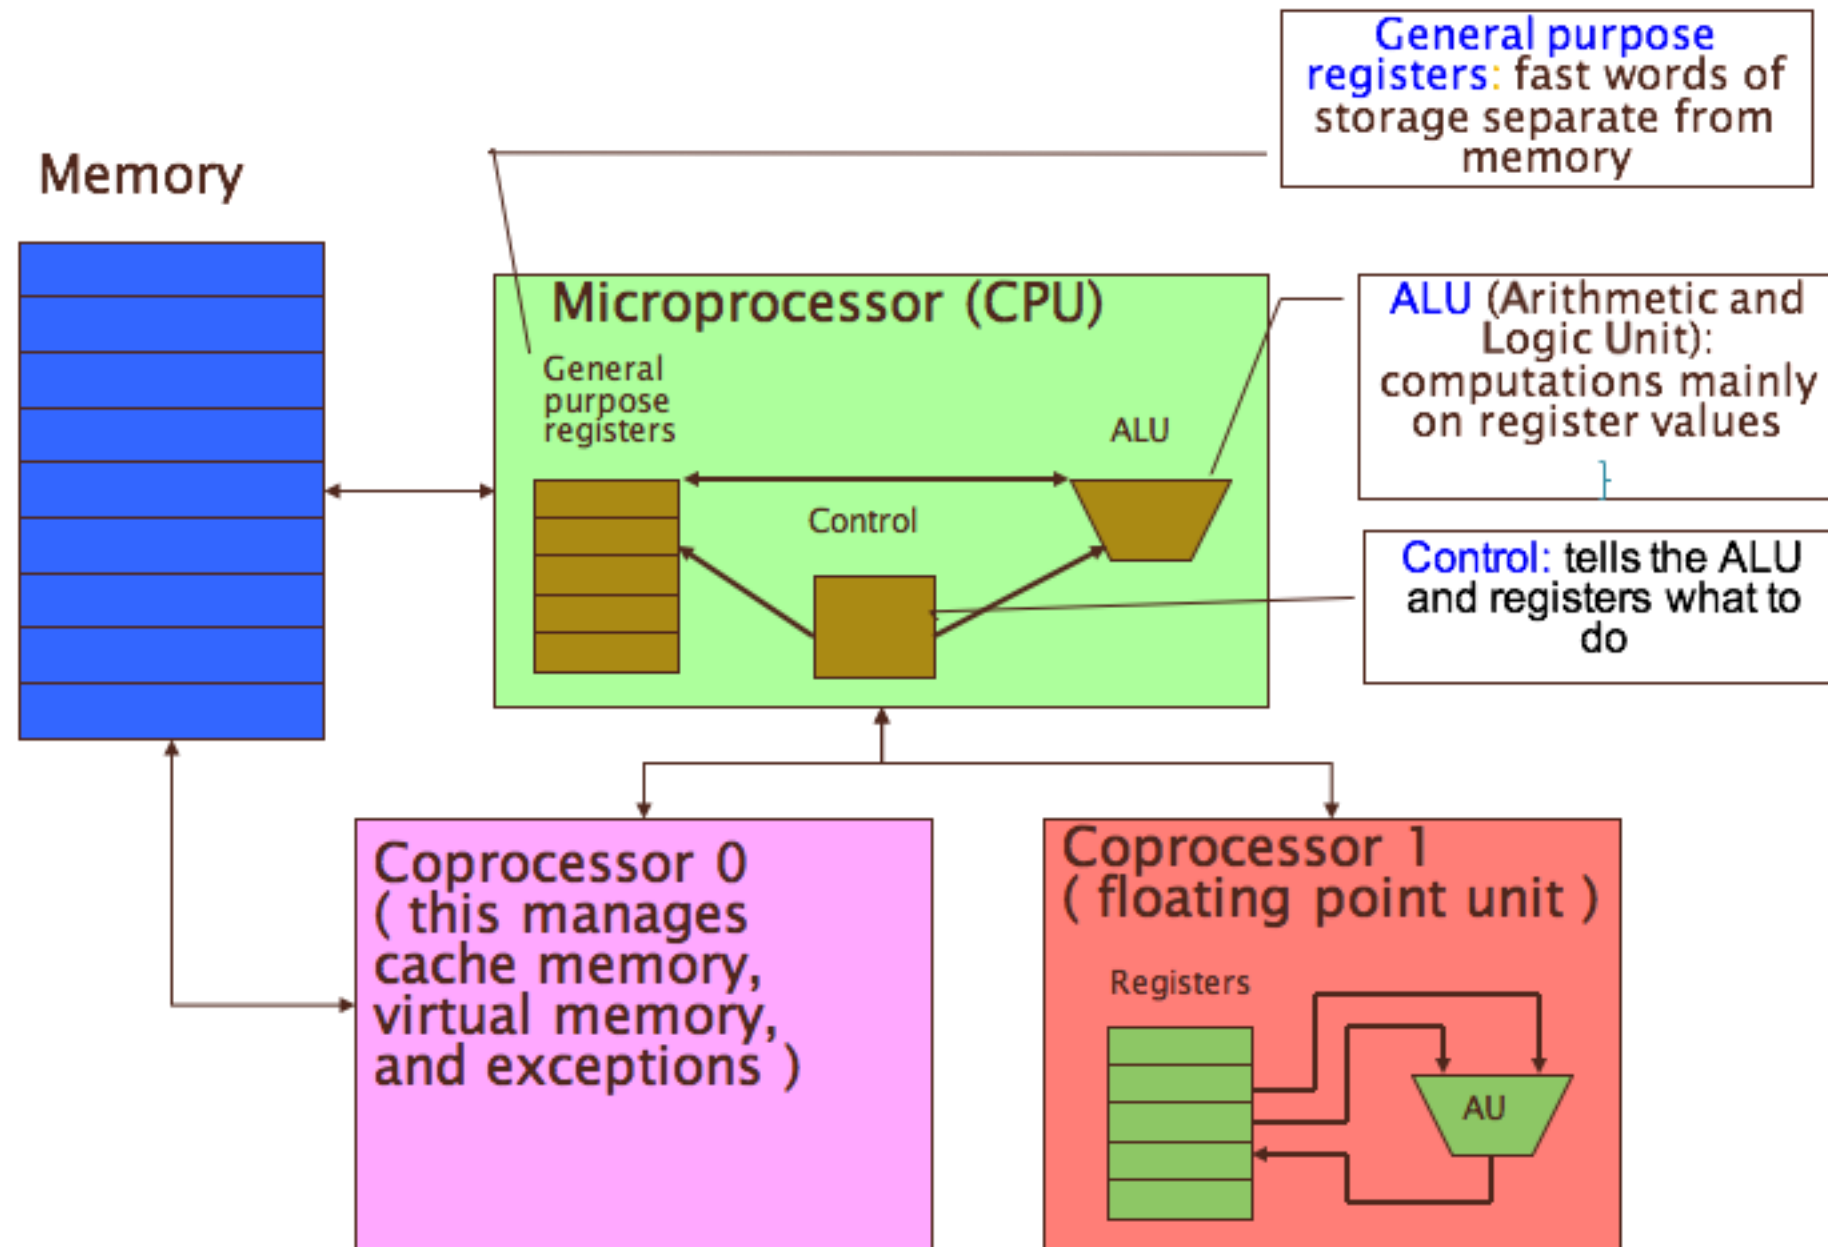 General purpose
registers: fast words of
storage separate from
memory
Memory
Microprocessor (CPU)
General
purpose
registers
ALU
Control
ALU (Arithmetic and
Logic Unit):
computations mainly
on register values
}
Control: tells the ALU
and registers what to
do
Coprocessor 0
( this manages
cache memory,
virtual memory,
and exceptions )
Coprocessor 1
( floating point unit )
Registers
AU